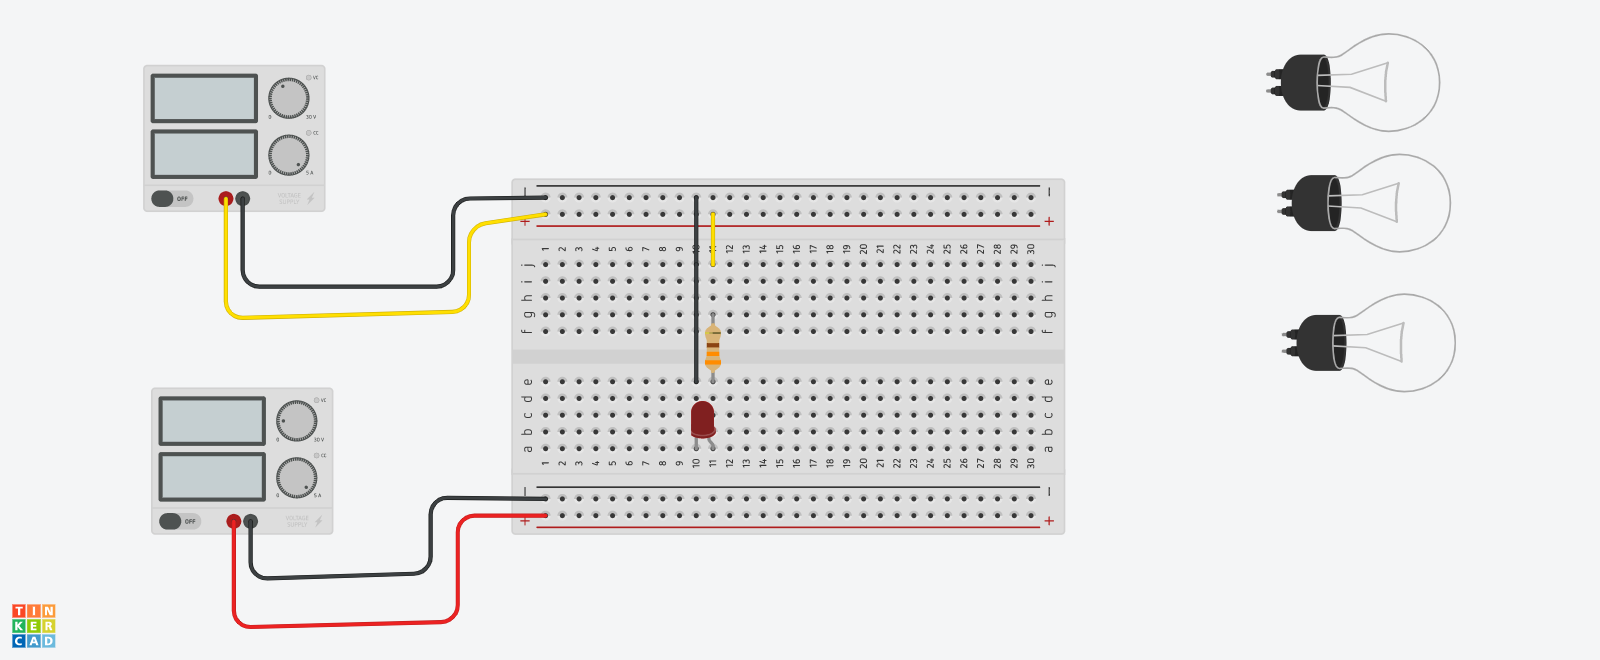 VC
0 30 V
CC
0 5 A
OFF
VOLTAGE
SUPPLY
VC
0 30 V
CC
0 5 A
OFF
VOLTAGE
SUPPLY
− −
+ +
1 2 3 4 5 6 7 8 9 10 11 12 13 14 15 16 17 18 19 20 21 22 23 24 25 26 27 28 29 30
j j
i i
h h
g g
f f
e e
d d
c c
b b
a a
1 2 3 4 5 6 7 8 9 10 11 12 13 14 15 16 17 18 19 20 21 22 23 24 25 26 27 28 29 30
− −
+ +
TIN
KER
CAD